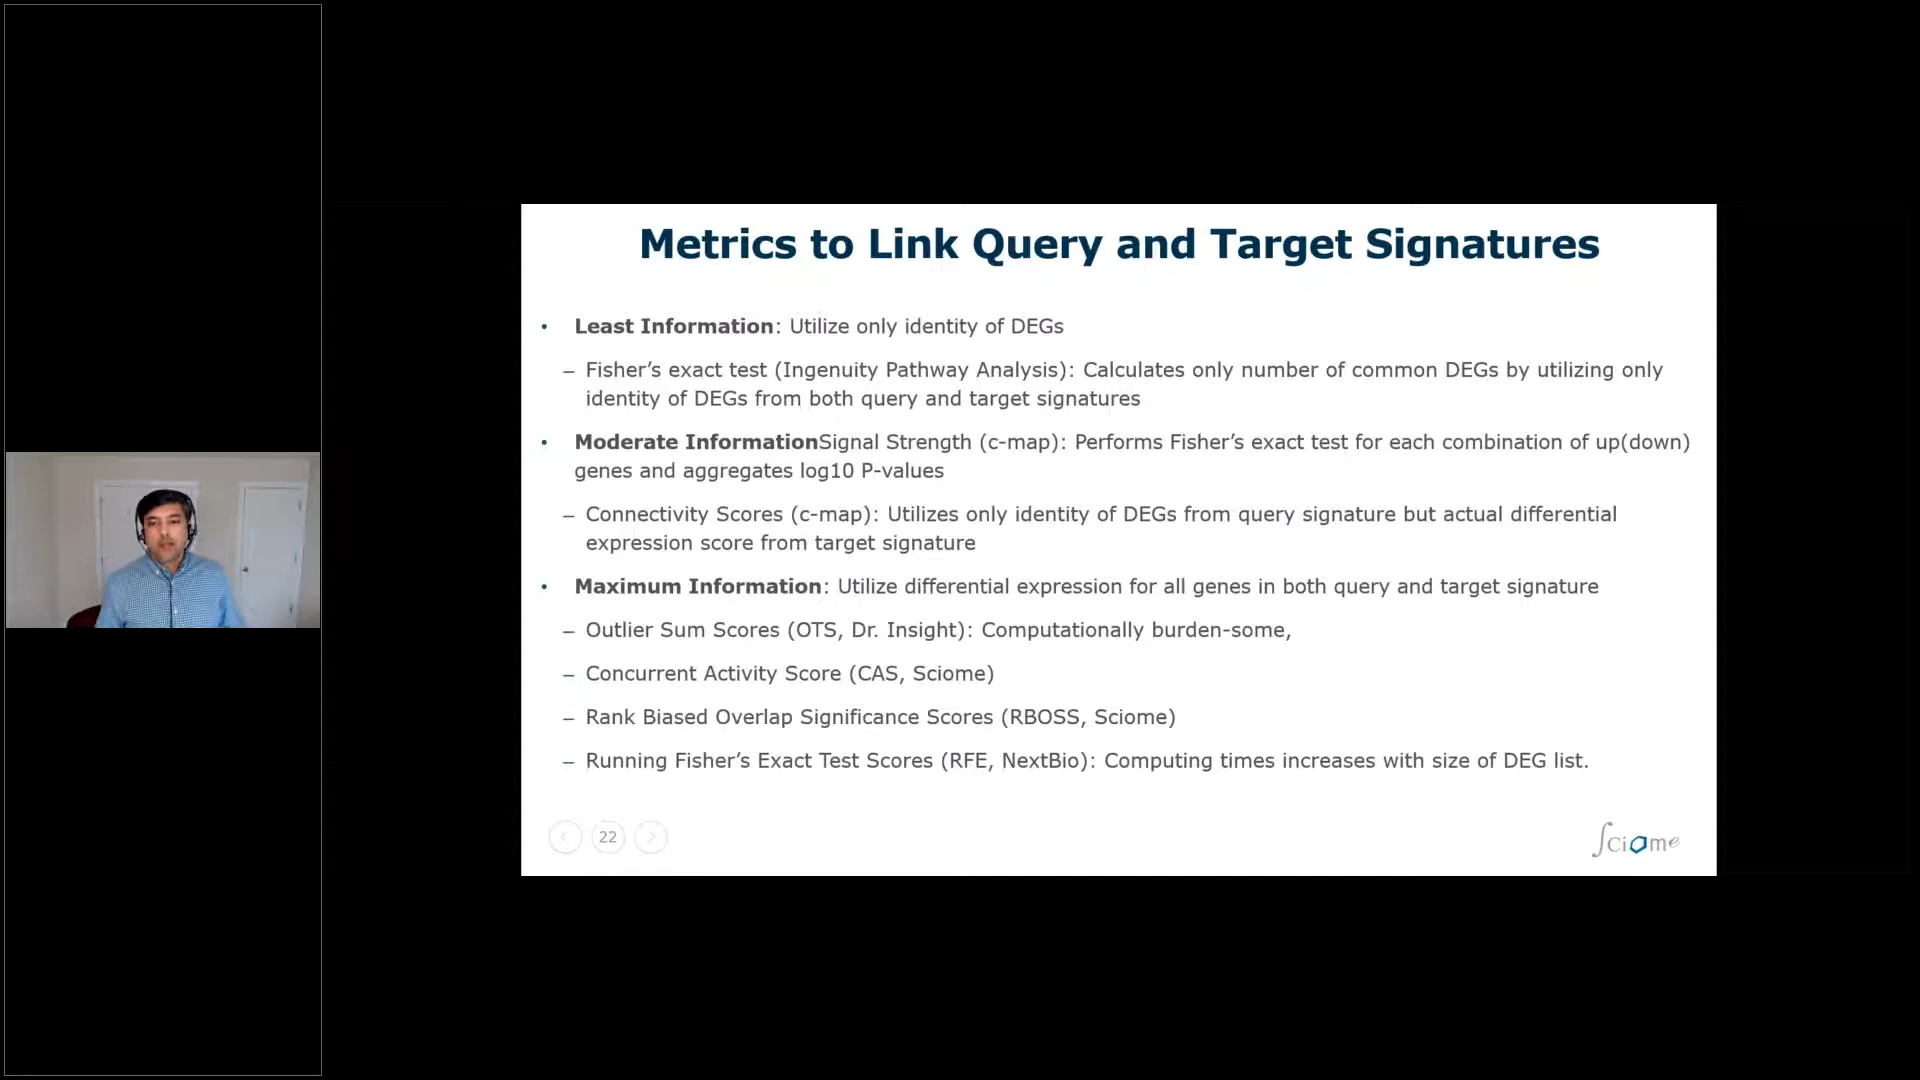 Metrics to Link Query and Target Signatures
• Least Information: Utilize only identity of DEGs
– Fisher’s exact test (Ingenuity Pathway Analysis): Calculates only number of common DEGs by utilizing only
identity of DEGs from both query and target signatures
• Moderate InformationSignal Strength (c-map): Performs Fisher’s exact test for each combination of up(down)
genes and aggregates log10 P-values
– Connectivity Scores (c-map): Utilizes only identity of DEGs from query signature but actual differential
expression score from target signature
• Maximum Information: Utilize differential expression for all genes in both query and target signature
– Outlier Sum Scores (OTS, Dr. Insight): Computationally burden-some,
– Concurrent Activity Score (CAS, Sciome)
– Rank Biased Overlap Significance Scores (RBOSS, Sciome)
– Running Fisher’s Exact Test Scores (RFE, NextBio): Computing times increases with size of DEG list.
22
Sciome